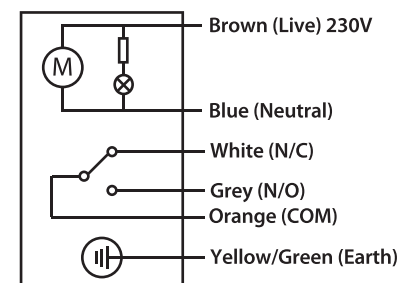 Brown (Live) 230V
M
Blue (Neutral)
White (N/C)
Grey (N/O)
Orange (COM)
Yellow/Green (Earth)